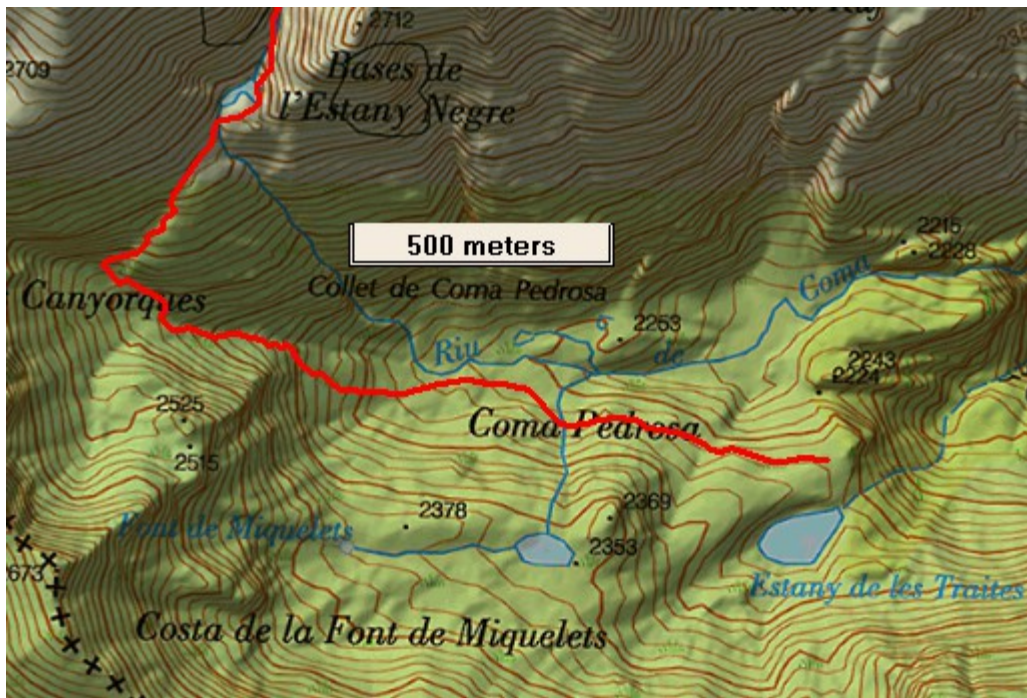 2712
2709
Bases de
l'Estany Negre
500 meters
2215
2228
Collet de Coma Pedrosa
Coma
Canyorques
2253
Riu
de
2243
2224
2525
Coma Pedrosa
2515
2378
2369
Font de Miquelets
2353
2673
Estany de les Traites
Costa de la Font de Miquelets